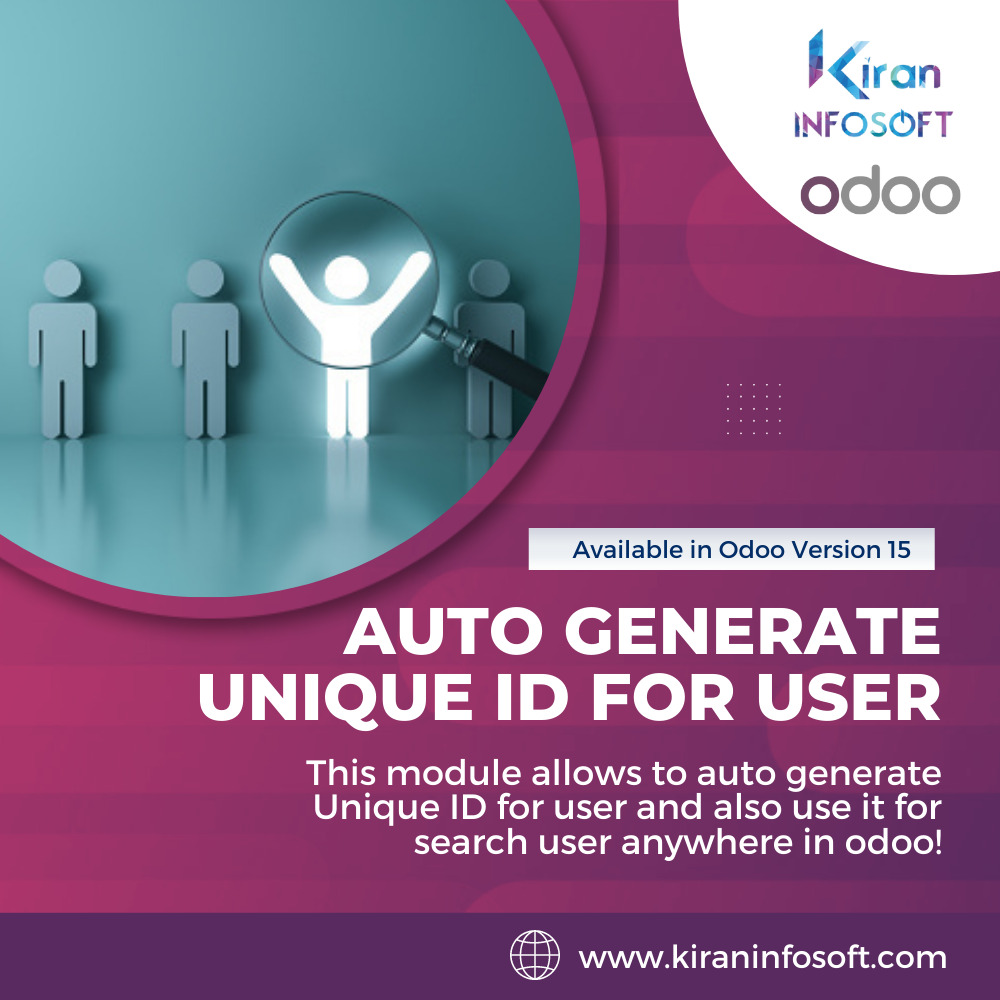 Kiran
INFOSOFT
odoo
Available in Odoo Version 15
AUTO GENERATE
UNIQUE ID FOR USER
This module allows to auto generate
Unique ID for user and also use it for
search user anywhere in odoo!
www.kiraninfosoft.com